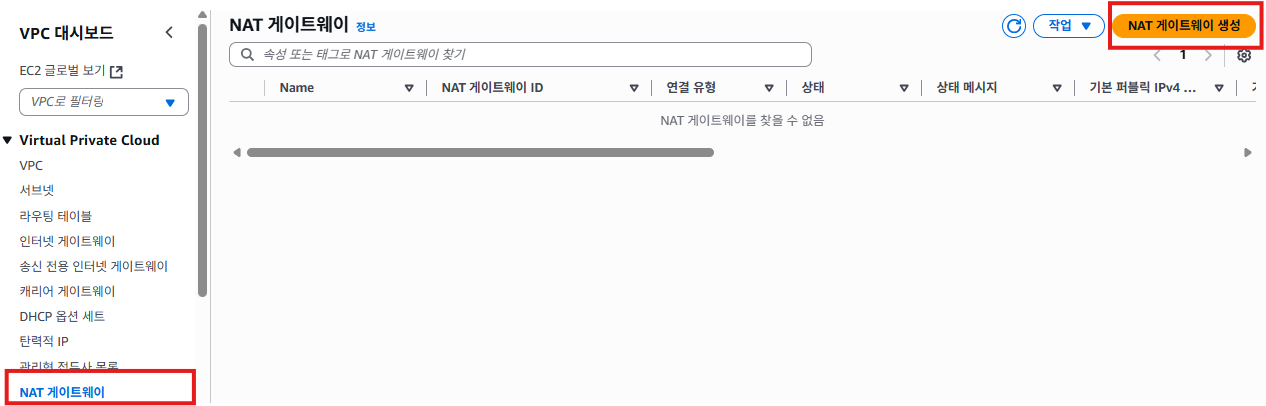 VPC 대시보드
EC2 글로벌 보기
VPC로 필터링
Virtual Private Cloud
VPC
서브넷
라우팅 테이블
인터넷 게이트웨이
송신 전용 인터넷 게이트웨이
캐리어 게이트웨이
DHCP 옵션 세트
탄력적 IP
관리형 접두사 목록
NAT 게이트웨이
NAT 게이트웨이 정보
작업
NAT 게이트웨이 생성
속성 또는 태그로 NAT 게이트웨이 찾기
1
Name NAT 게이트웨이 ID 연결 유형 상태 상태 메시지 기본 퍼블릭 IPv4 ...
NAT 게이트웨이를 찾을 수 없음